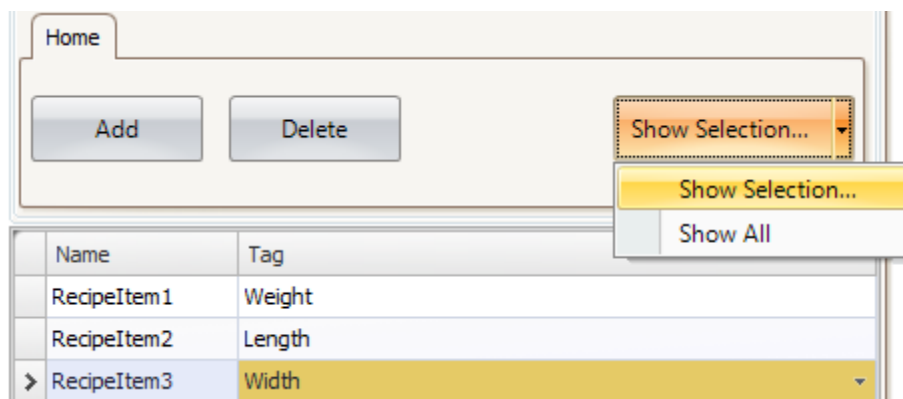 Home
Add Delete Show Selection...
Show Selection...
Show All
Name Tag
RecipeItem1 Weight
RecipeItem2 Length
RecipeItem3 Width